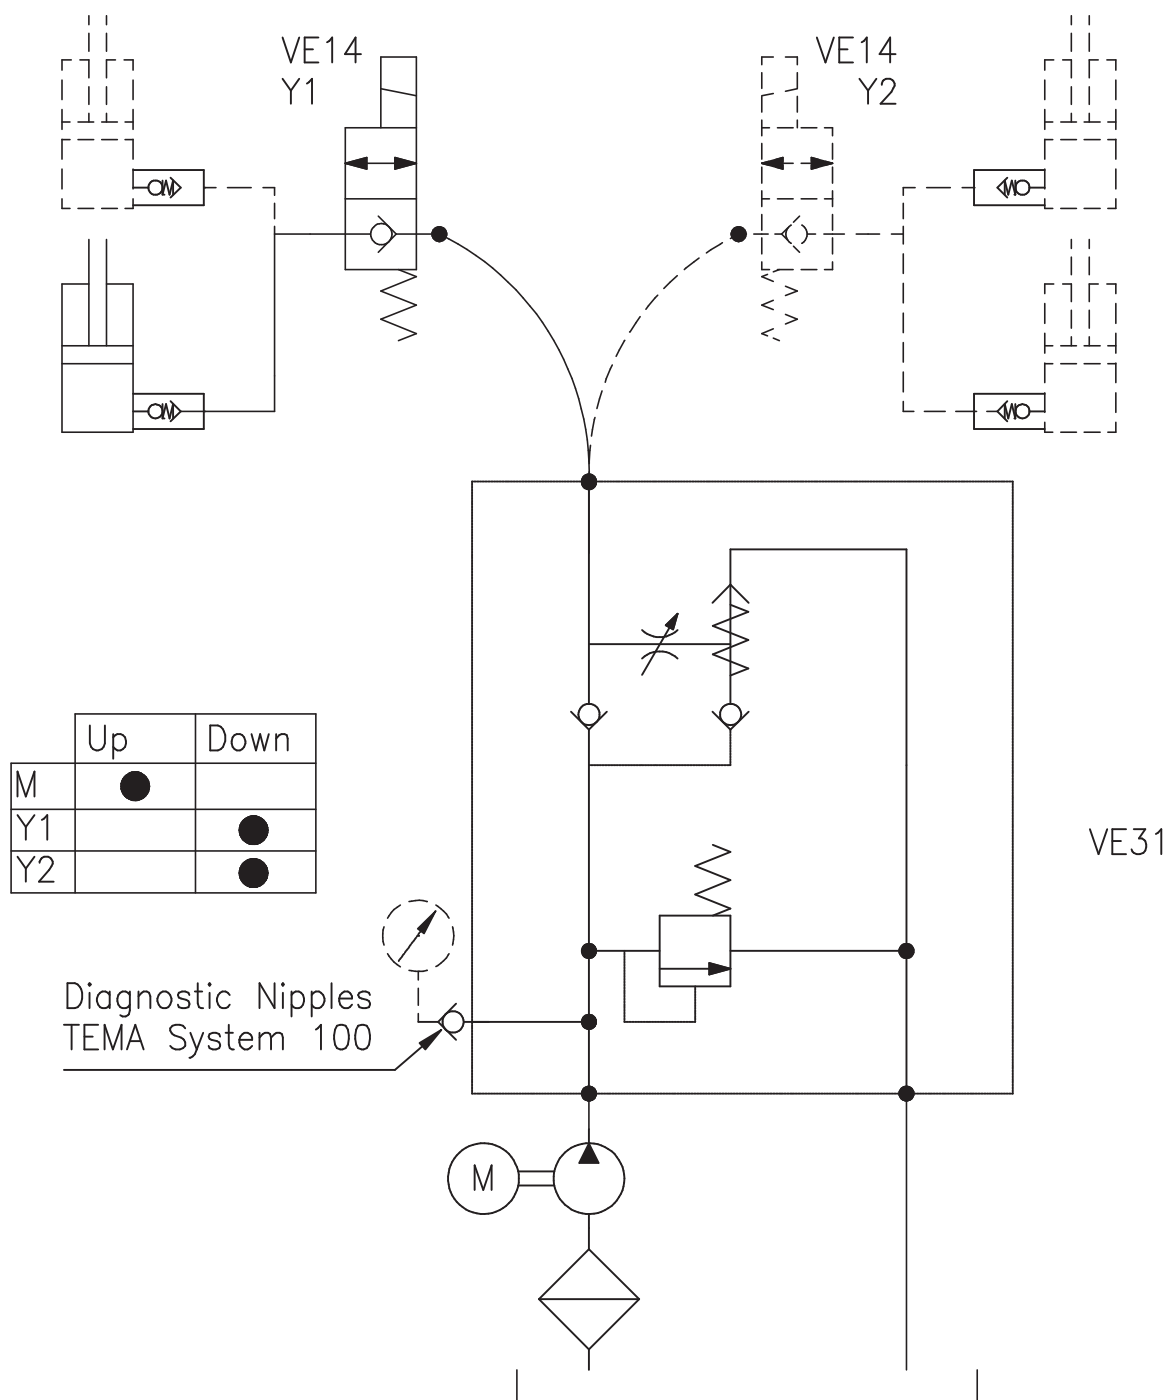 VE14
Y1
VE14
Y2
Up Down
M
Y1
Y2
VE31
Diagnostic Nipples
TEMA System 100
M